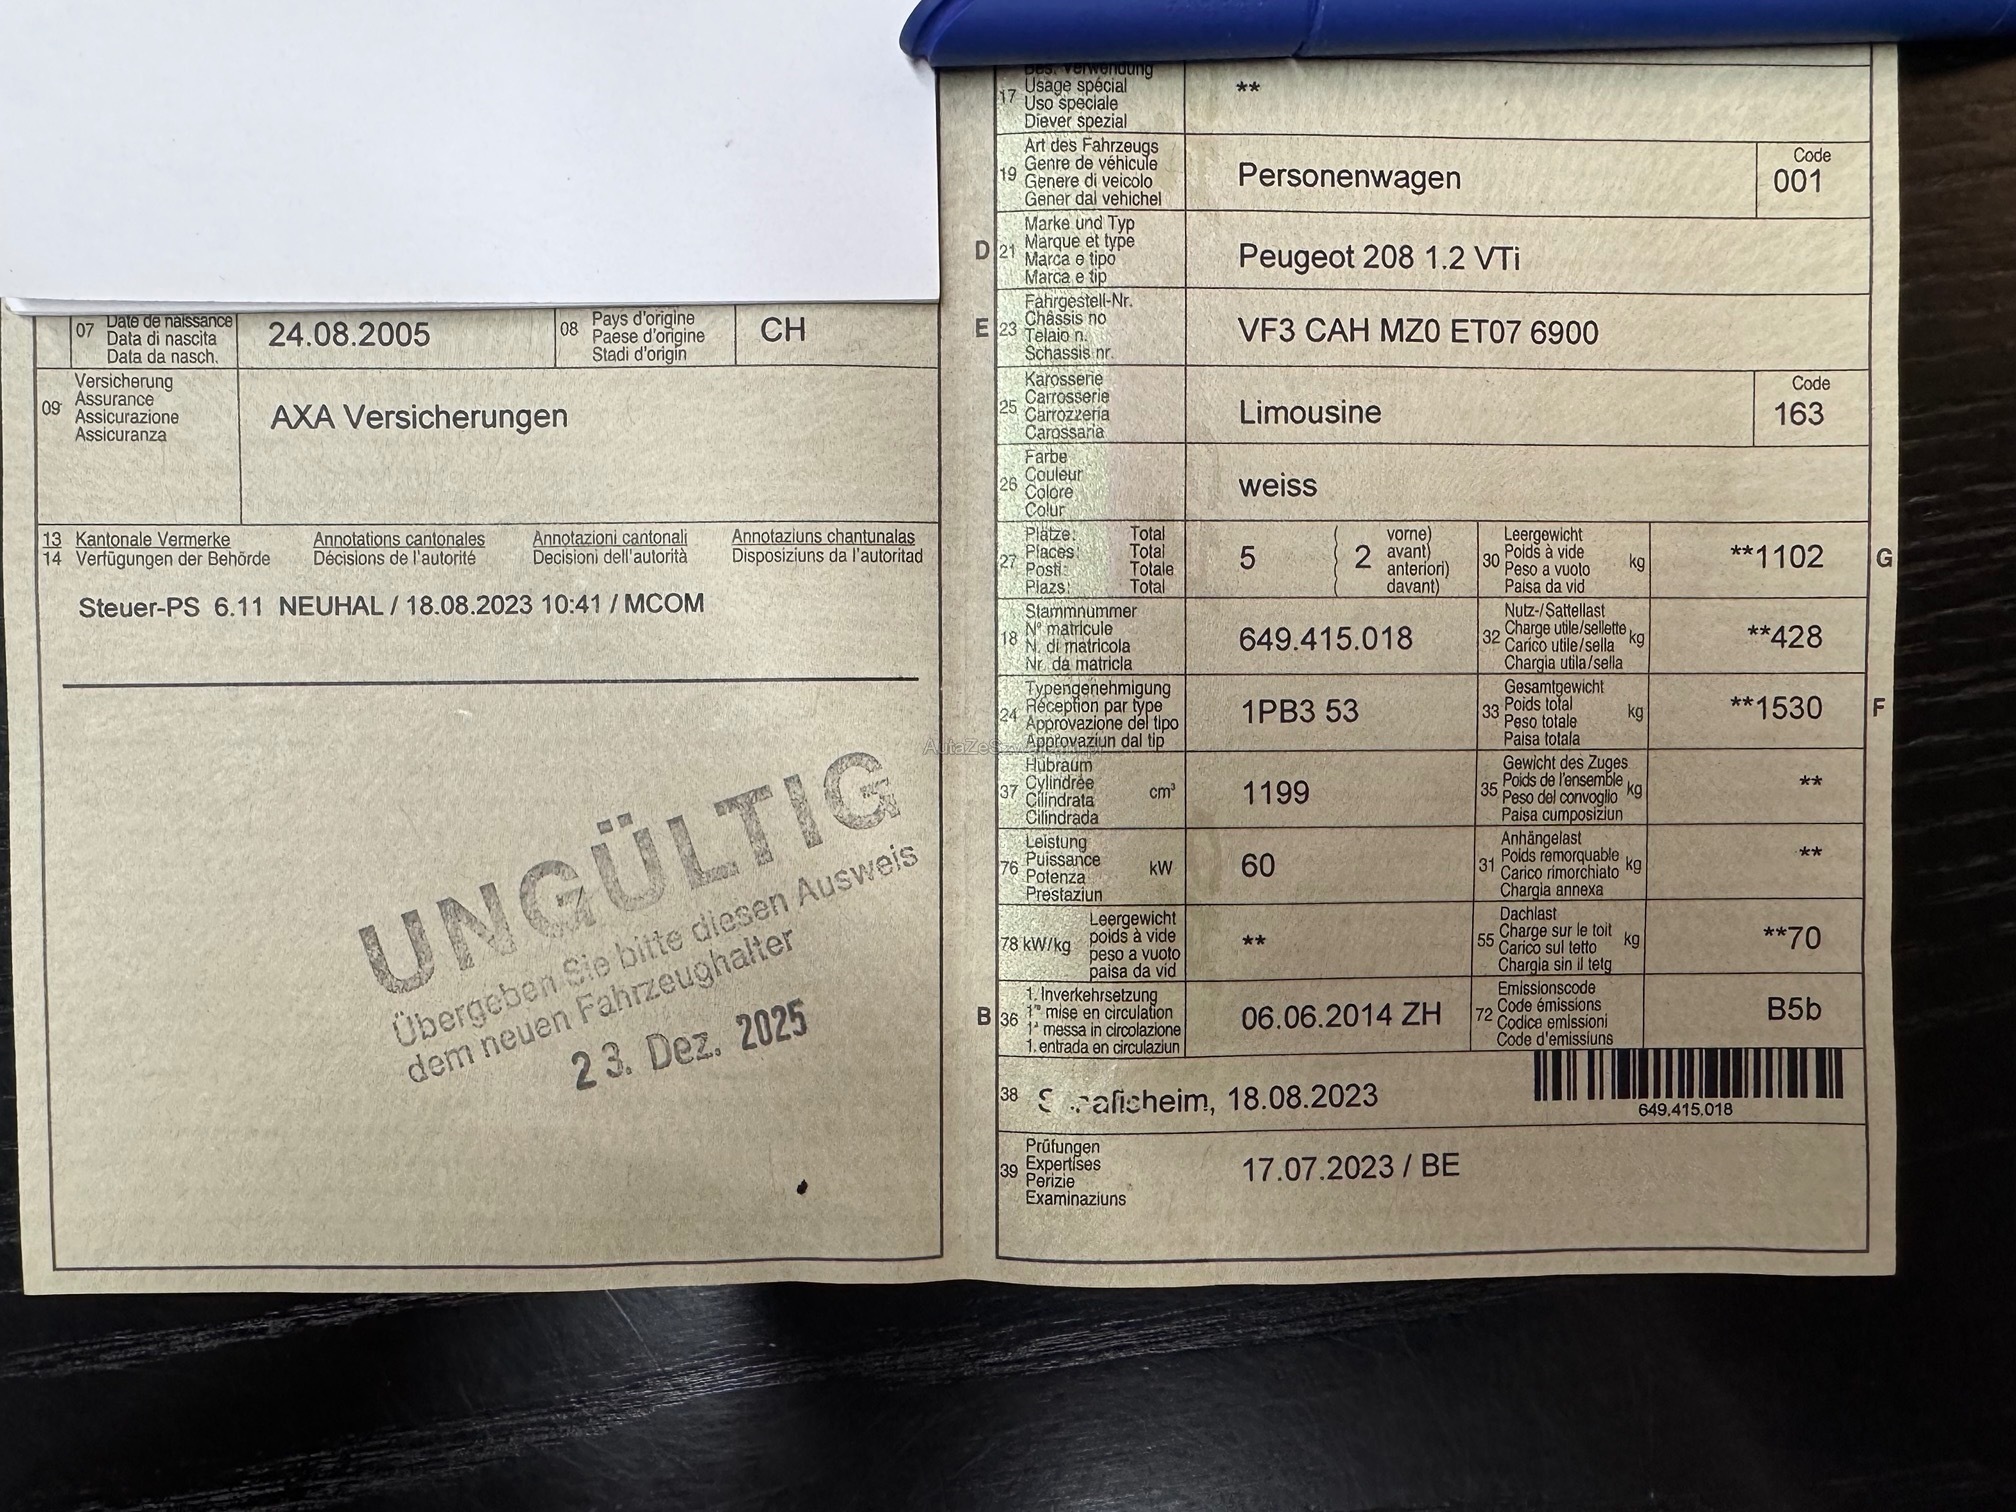 07 Date de naissance
Data di nascita
Data da nasch.
24.08.2005
08 Pays d'origine
Paese d'origine
Stadi d'origin
CH
09 Versicherung
Assurance
Assicurazione
Assicuranza
AXA Versicherungen
13 Kantonale Vermerke Annotations cantonales Annotazioni cantonali Annotaziuns chantunalas
14 Verfügungen der Behörde Décisions de l'autorité Decisioni dell'autorità Disposiziuns da l'autoritad
Steuer-PS 6.11 NEUHAL / 18.08.2023 10:41 / MCOM
UNGÜLTIG
Übergeben Sie bitte diesen Ausweis
dem neuen Fahrzeughalter
23. Dez. 2025
17 Bes. Verwendung
Usage spécial
Uso speciale
Diever spezial
**
19 Art des Fahrzeugs
Genre de véhicule
Genere di veicolo
Gener dal vehichel
Personenwagen
Code
001
D 21 Marke und Typ
Marque et type
Marca e tipo
Marca e tip
Peugeot 208 1.2 VTi
E 23 Fahrgestell-Nr.
Châssis no
Telaio n.
Schassis nr.
VF3 CAH MZ0 ET07 6900
25 Karosserie
Carrosserie
Carrozzeria
Carossaria
Limousine
Code
163
26 Farbe
Couleur
Colore
Colur
weiss
27 Plätze: Total
Places: Total
Posti: Totale
Plazs: Total
5 ( 2 vorne)
avant)
anteriori)
davant)
30 Leergewicht
Poids à vide
Peso a vuoto
Paisa da vid
kg
**1102 G
18 Stammnummer
N° matricule
N. di matricola
Nr. da matricla
649.415.018
32 Nutz-/Sattellast
Charge utile/sellette
Carico utile/sella
Chargia utila/sella
kg
**428
24 Typengenehmigung
Réception par type
Approvazione del tipo
Approvaziun dal tip
1PB3 53
33 Gesamtgewicht
Poids total
Peso totale
Paisa totala
kg
**1530 F
37 Hubraum
Cylindrée
Cilindrata
Cilindrada
cm³
1199
35 Gewicht des Zuges
Poids de l'ensemble
Peso del convoglio
Paisa cumposiziun
kg
**
76 Leistung
Puissance
Potenza
Prestaziun
kW
60
31 Anhängelast
Poids remorquable
Carico rimorchiato
Chargia annexa
kg
**
78 kW/kg Leergewicht
poids à vide
peso a vuoto
paisa da vid
**
55 Dachlast
Charge sur le toit
Carico sul tetto
Chargia sin il tetg
kg
**70
B 36 1. Inverkehrsetzung
1re mise en circulation
1a messa in circolazione
1. entrada en circulaziun
06.06.2014 ZH
72 Emissionscode
Code émissions
Codice emissioni
Code d'emissiuns
B5b
38 18.08.2023
649.415.018
39 Prüfungen
Expertises
Perizie
Examinaziuns
17.07.2023 / BE